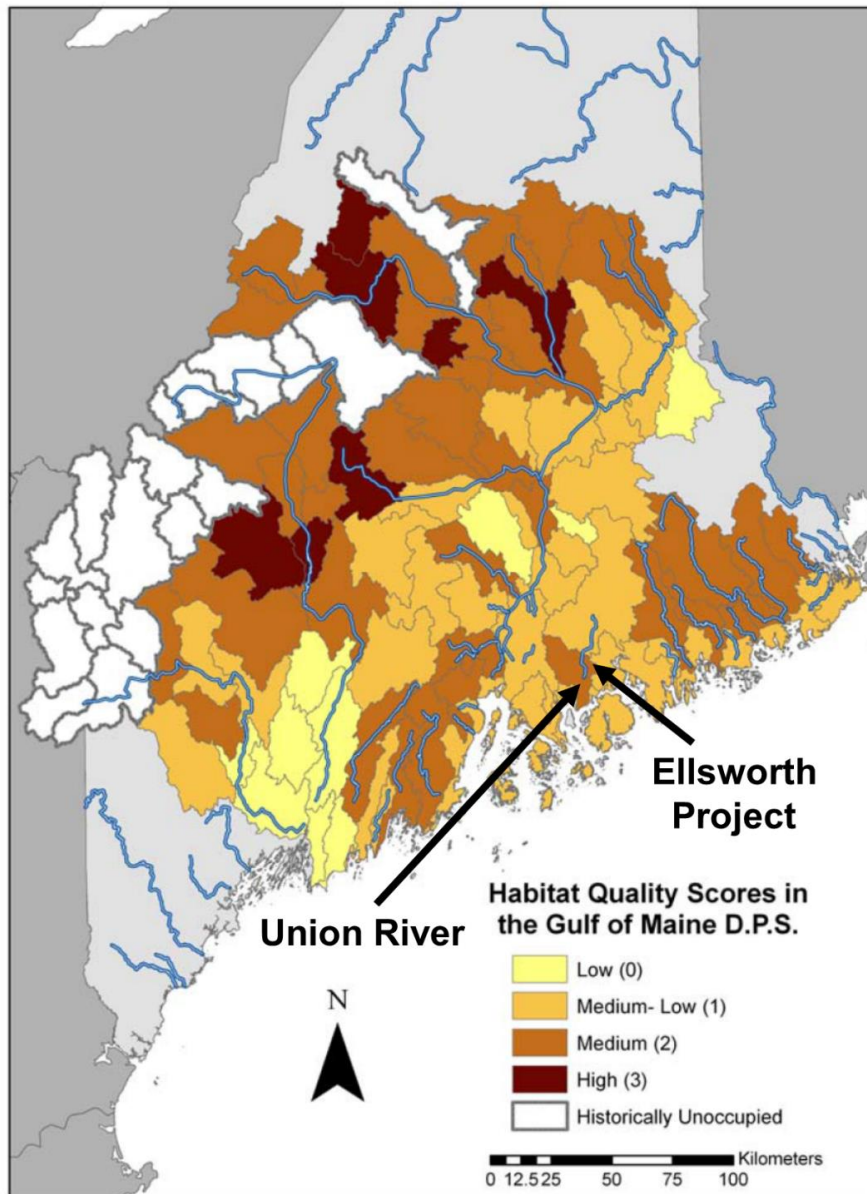 Ellsworth
Project
Union River
N
Habitat Quality Scores in
the Gulf of Maine D.P.S.
Low (0)
Medium- Low (1)
Medium (2)
High (3)
Historically Unoccupied
Kilometers
0 12.5 25 50 75 100